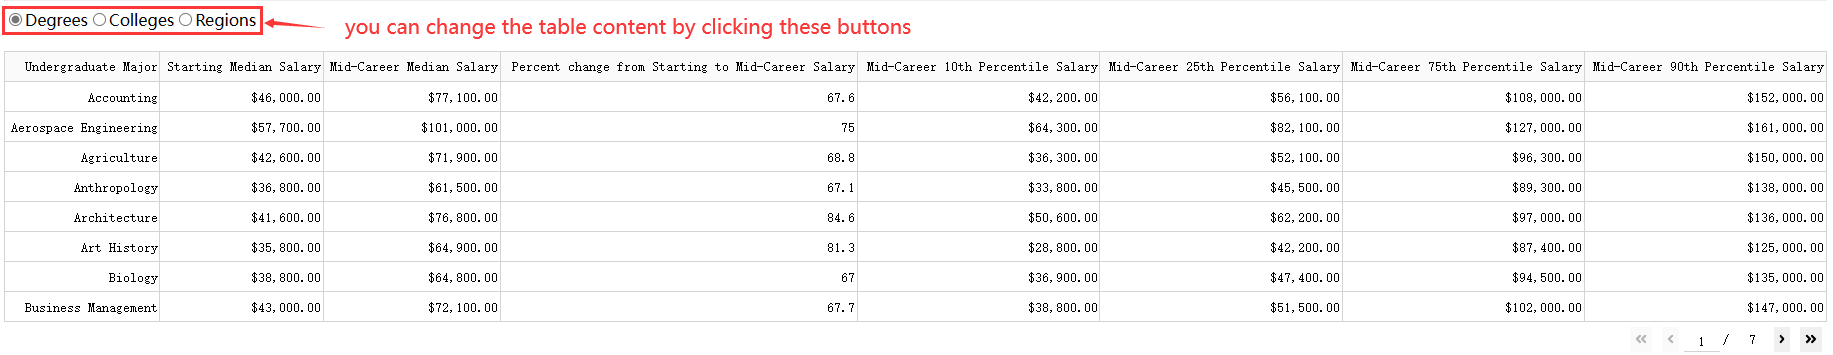 Degrees Colleges Regions
you can change the table content by clicking these buttons
Undergraduate Major Starting Median Salary Mid-Career Median Salary Percent change from Starting to Mid-Career Salary Mid-Career 10th Percentile Salary Mid-Career 25th Percentile Salary Mid-Career 75th Percentile Salary Mid-Career 90th Percentile Salary
Accounting $46,000.00 $77,100.00 67.6 $42,200.00 $56,100.00 $108,000.00 $152,000.00
Aerospace Engineering $57,700.00 $101,000.00 75 $64,300.00 $82,100.00 $127,000.00 $161,000.00
Agriculture $42,600.00 $71,900.00 68.8 $36,300.00 $52,100.00 $96,300.00 $150,000.00
Anthropology $36,800.00 $61,500.00 67.1 $33,800.00 $45,500.00 $89,300.00 $138,000.00
Architecture $41,600.00 $76,800.00 84.6 $50,600.00 $62,200.00 $97,000.00 $136,000.00
Art History $35,800.00 $64,900.00 81.3 $28,800.00 $42,200.00 $87,400.00 $125,000.00
Biology $38,800.00 $64,800.00 67 $36,900.00 $47,400.00 $94,500.00 $135,000.00
Business Management $43,000.00 $72,100.00 67.7 $38,800.00 $51,500.00 $102,000.00 $147,000.00
1 / 7